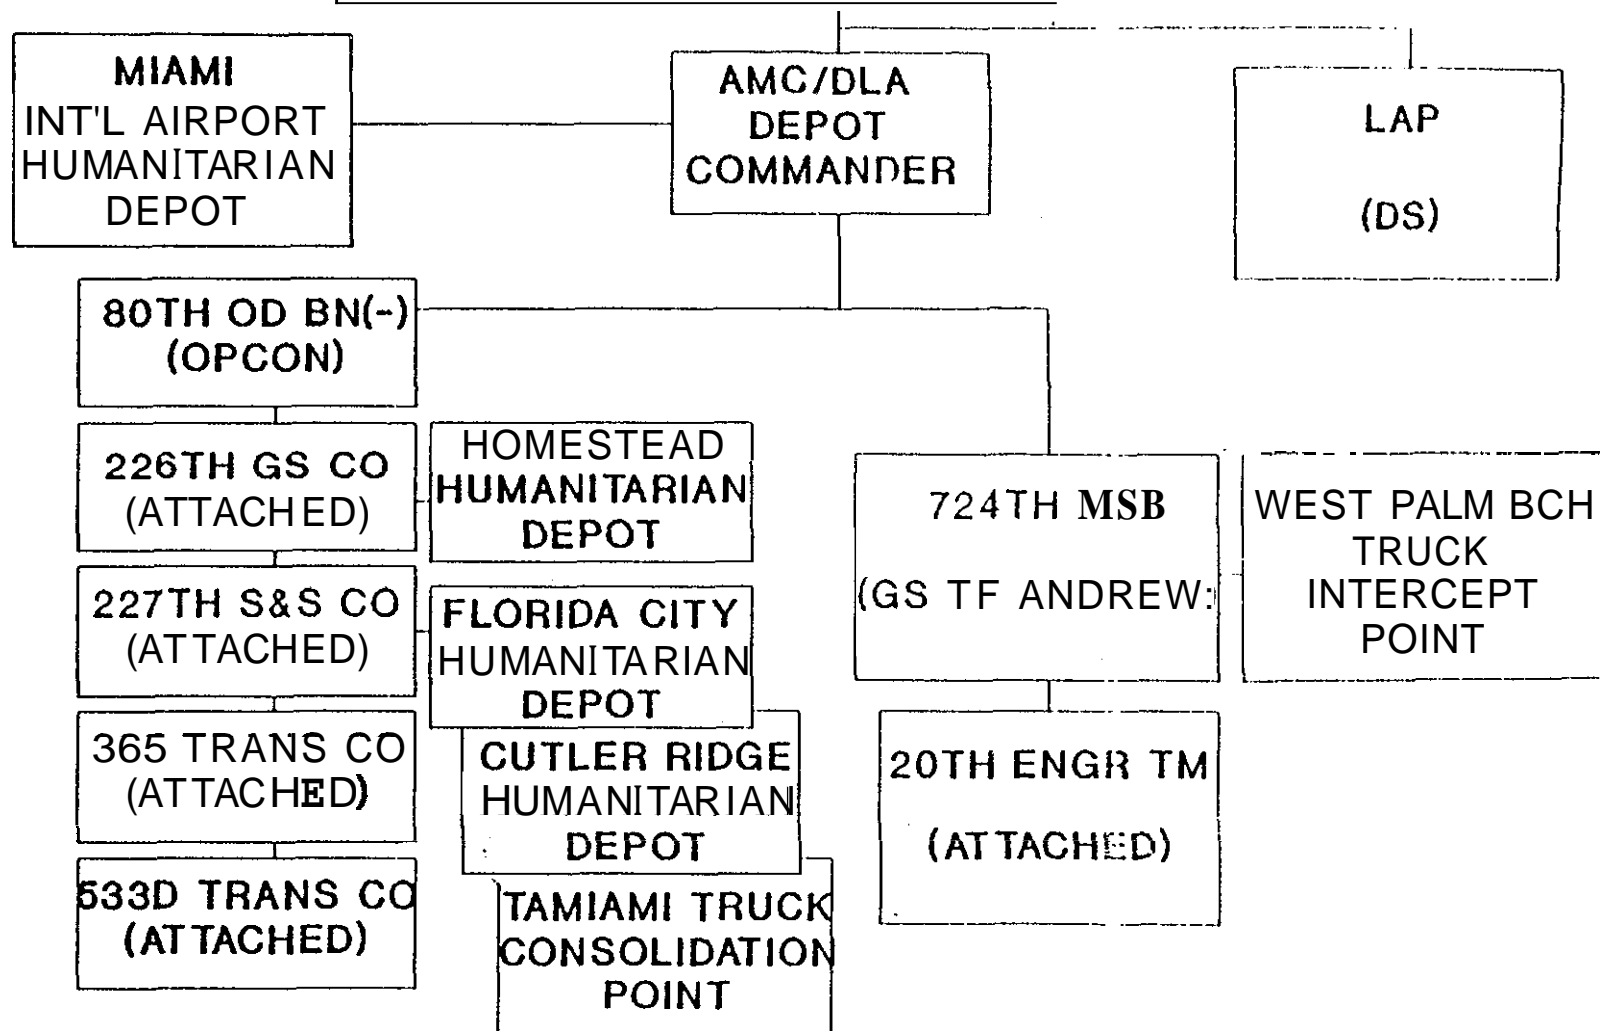 MIAMI
INT'L AIRPORT
HUMANITARIAN
DEPOT
AMC/DLA
DEPOT
COMMANDER
LAP
(DS)
80TH OD BN(-)
(OPCON)
226TH GS CO
(ATTACHED)
HOMESTEAD
HUMANITARIAN
DEPOT
227TH S&S CO
(ATTACHED)
FLORIDA CITY
HUMANITARIAN
DEPOT
365 TRANS CO
(ATTACHED)
CUTLER RIDGE
HUMANITARIAN
DEPOT
533D TRANS CO
(ATTACHED)
TAMIAMI TRUCK
CONSOLIDATION
POINT
724TH MSB
(GS TF ANDREW:
WEST PALM BCH
TRUCK
INTERCEPT
POINT
20TH ENGR TM
(ATTACHED)